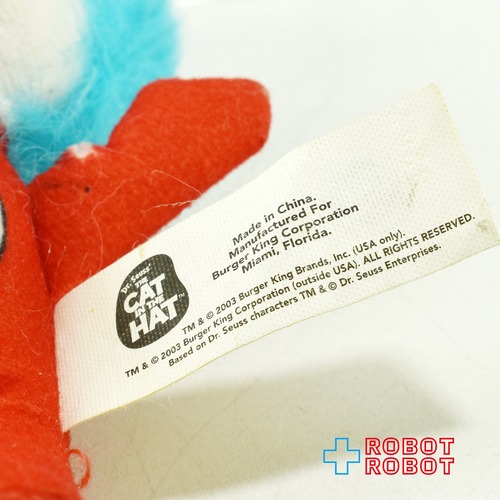 Made in China.
Manufactured For
Burger King Corporation
Miami, Florida.
Dr. Seuss'
THE
CAT
IN THE
HAT™
TM & © 2003 Burger King Brands, Inc. (USA only).
TM & © 2003 Burger King Corporation (outside USA). ALL RIGHTS RESERVED.
Based on Dr. Seuss characters TM & © Dr. Seuss Enterprises.
ROBOT
ROBOT